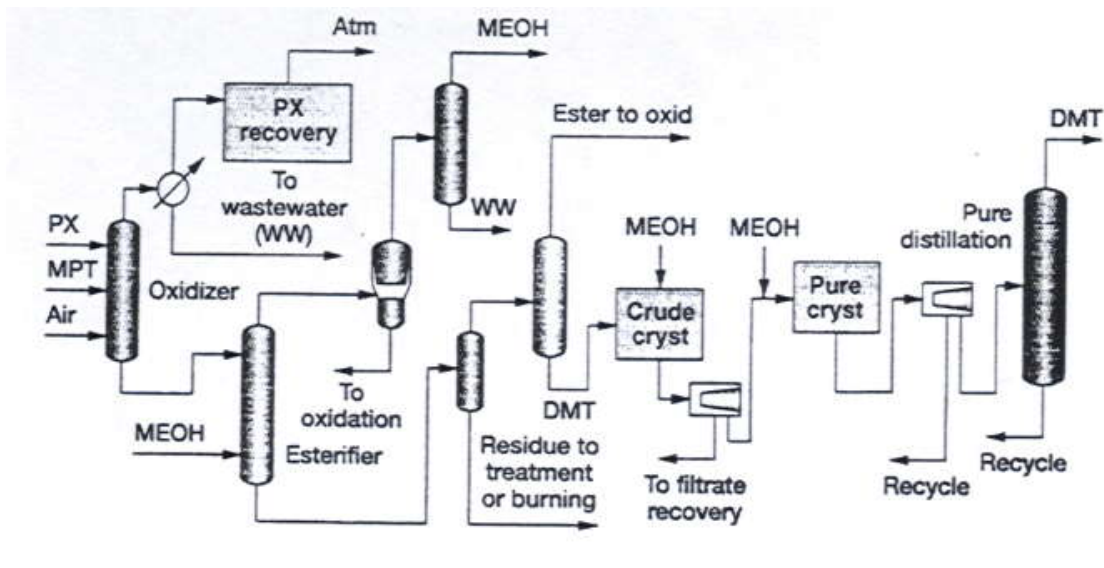 Atm
MEOH
PX
recovery
Ester to oxid
DMT
To
wastewater
(WW)
WW
PX
MPT
Air
Oxidizer
MEOH
MEOH
Pure
distillation
Crude
cryst
Pure
cryst
To
oxidation
DMT
MEOH
Esterifier
Residue to
treatment
or burning
To filtrate
recovery
Recycle
Recycle